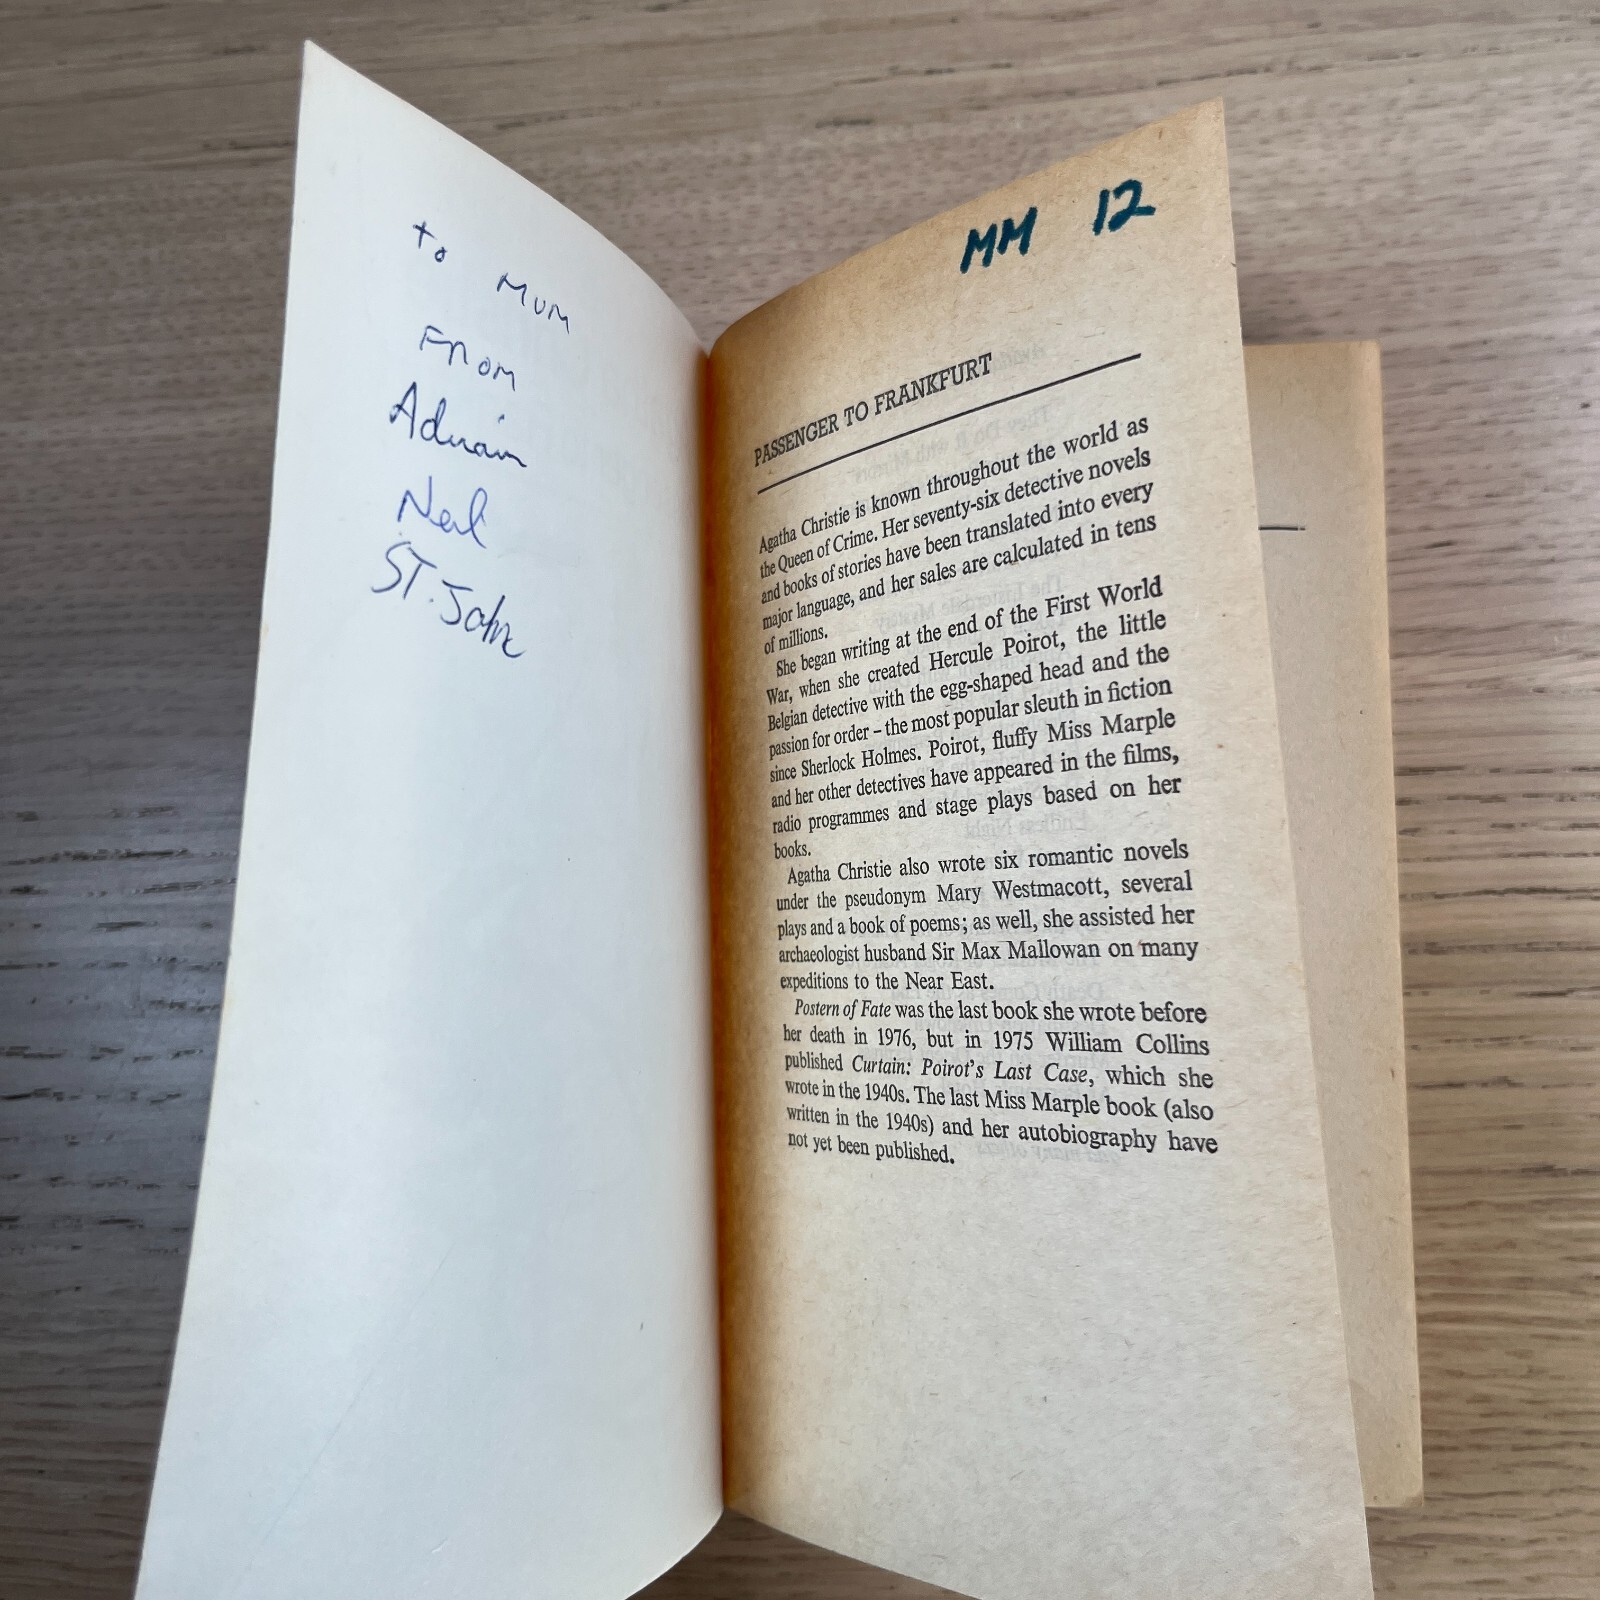 to Mum
From
Adrian
Neil
ST. John
MM 12
PASSENGER TO FRANKFURT
Agatha Christie is known throughout the world as
the Queen of Crime. Her seventy-six detective novels
and books of stories have been translated into every
major language, and her sales are calculated in tens
of millions.
She began writing at the end of the First World
War, when she created Hercule Poirot, the little
Belgian detective with the egg-shaped head and the
passion for order – the most popular sleuth in fiction
since Sherlock Holmes. Poirot, fluffy Miss Marple
and her other detectives have appeared in the films,
radio programmes and stage plays based on her
books.
Agatha Christie also wrote six romantic novels
under the pseudonym Mary Westmacott, several
plays and a book of poems; as well, she assisted her
archaeologist husband Sir Max Mallowan on many
expeditions to the Near East.
Postern of Fate was the last book she wrote before
her death in 1976, but in 1975 William Collins
published Curtain: Poirot's Last Case, which she
wrote in the 1940s. The last Miss Marple book (also
written in the 1940s) and her autobiography have
not yet been published.